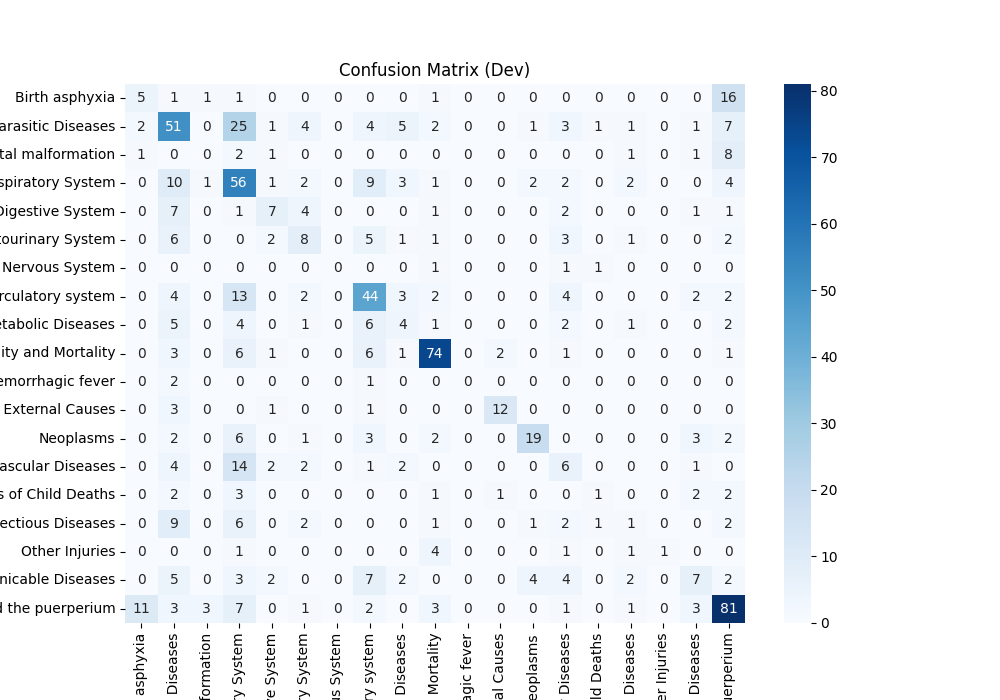 Confusion Matrix (Dev)
Birth asphyxia 5 1 1 1 0 0 0 0 0 1 0 0 0 0 0 0 0 0 16
arasitic Diseases 2 51 0 25 1 4 0 4 5 2 0 0 1 3 1 1 0 1 7
tal malformation 1 0 0 2 1 0 0 0 0 0 0 0 0 0 0 1 0 1 8
spiratory System 0 10 1 56 1 2 0 9 3 1 0 0 2 2 0 2 0 0 4
Digestive System 0 7 0 1 7 4 0 0 0 1 0 0 0 2 0 0 0 1 1
tourinary System 0 6 0 0 2 8 0 5 1 1 0 0 0 3 0 1 0 0 2
Nervous System 0 0 0 0 0 0 0 0 0 1 0 0 0 1 1 0 0 0 0
rculatory system 0 4 0 13 0 2 0 44 3 2 0 0 0 4 0 0 0 2 2
etabolic Diseases 0 5 0 4 0 1 0 6 4 1 0 0 0 2 0 1 0 0 2
ity and Mortality 0 3 0 6 1 0 0 6 1 74 0 2 0 1 0 0 0 0 1
emorrhagic fever 0 2 0 0 0 0 0 1 0 0 0 0 0 0 0 0 0 0 0
External Causes 0 3 0 0 1 0 0 1 0 0 0 12 0 0 0 0 0 0 0
Neoplasms 0 2 0 6 0 1 0 3 0 2 0 0 19 0 0 0 0 3 2
ascular Diseases 0 4 0 14 2 2 0 1 2 0 0 0 0 6 0 0 0 1 0
s of Child Deaths 0 2 0 3 0 0 0 0 0 1 0 1 0 0 1 0 0 2 2
ectious Diseases 0 9 0 6 0 2 0 0 0 1 0 0 1 2 1 1 0 0 2
Other Injuries 0 0 0 1 0 0 0 0 0 4 0 0 0 1 0 1 1 0 0
nicable Diseases 0 5 0 3 2 0 0 7 2 0 0 0 4 4 0 2 0 7 2
d the puerperium 11 3 3 7 0 1 0 2 0 3 0 0 0 1 0 1 0 3 81
asphyxia
Diseases
formation
ry System
ve System
ry System
us System
ry system
Diseases
Mortality
agic fever
al Causes
eoplasms
r Diseases
ld Deaths
Diseases
er Injuries
Diseases
uerperium
80
70
60
50
40
30
20
10
0